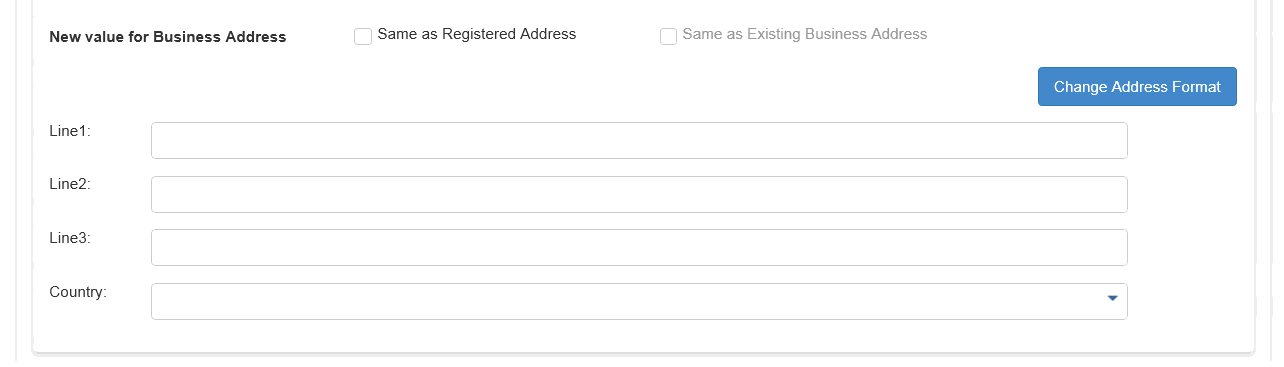 New value for Business Address Same as Registered Address Same as Existing Business Address
Change Address Format
Line1:
Line2:
Line3:
Country: